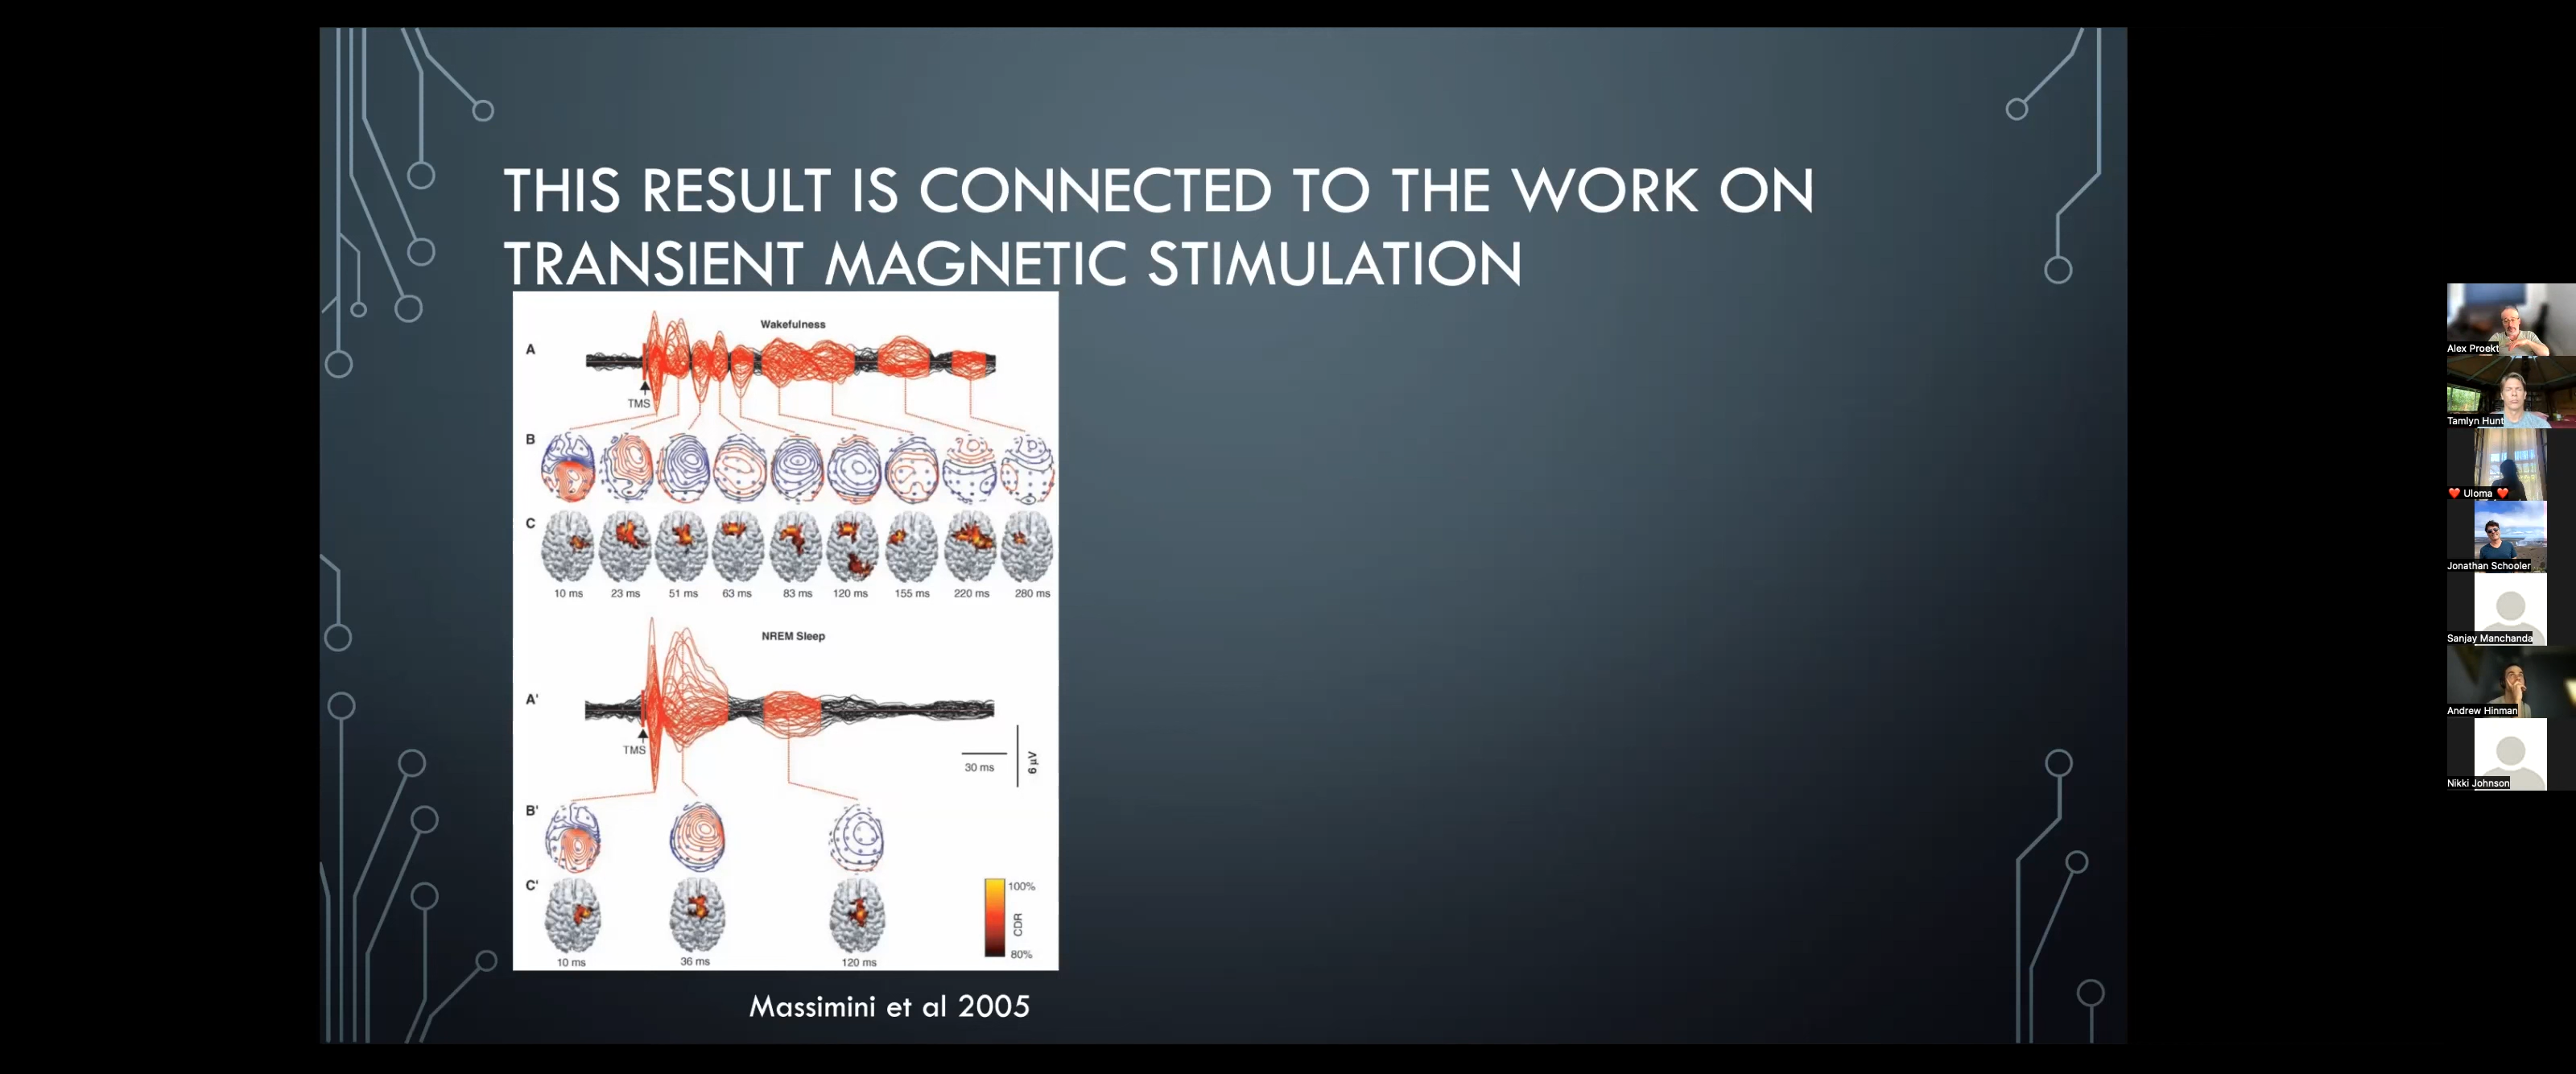 THIS RESULT IS CONNECTED TO THE WORK ON
TRANSIENT MAGNETIC STIMULATION
Wakefulness
A
TMS
B
C
10 ms 23 ms 51 ms 63 ms 83 ms 120 ms 155 ms 220 ms 280 ms
NREM Sleep
A'
TMS
30 ms
6 µV
B'
C'
100%
CDR
80%
10 ms 36 ms 120 ms
Massimini et al 2005
Alex Proekt
Tamlyn Hunt
❤️ Uloma ❤️
Jonathan Schooler
Sanjay Manchanda
Andrew Hinman
Nikki Johnson